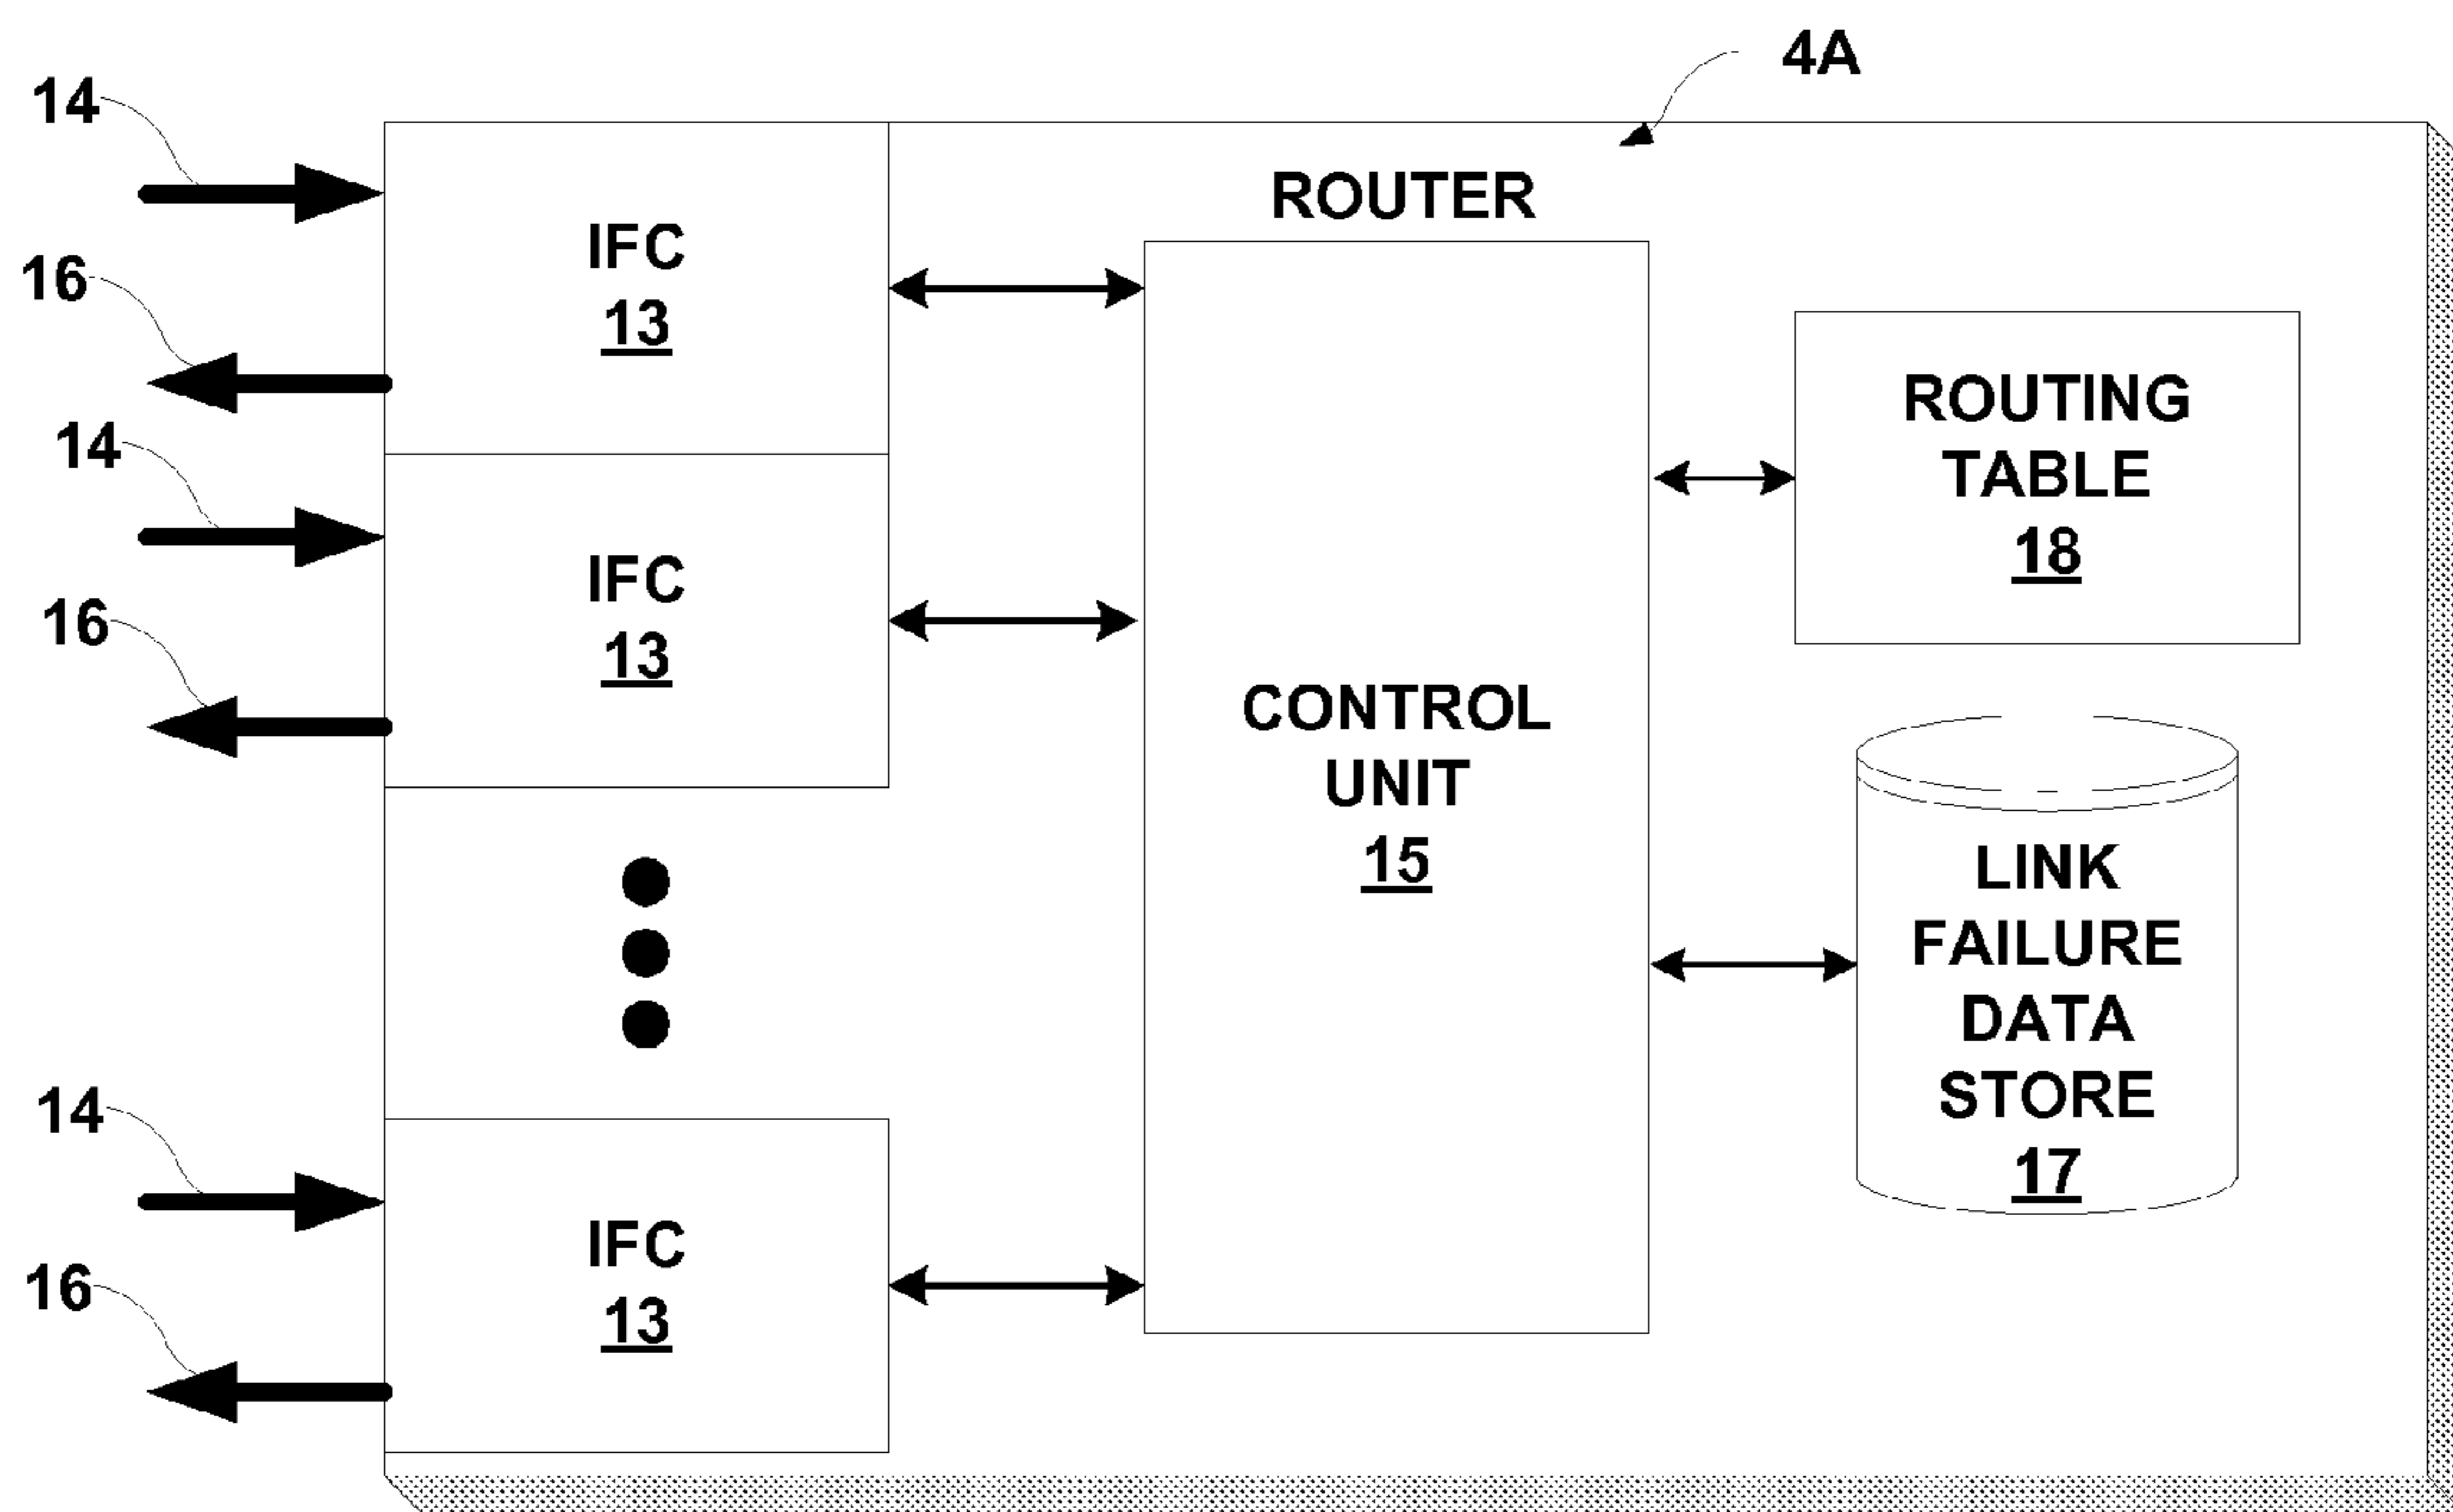 4A
14
ROUTER
IFC
13
16
14
IFC
13
16
14
IFC
13
16
CONTROL
UNIT
15
ROUTING
TABLE
18
LINK
FAILURE
DATA
STORE
17